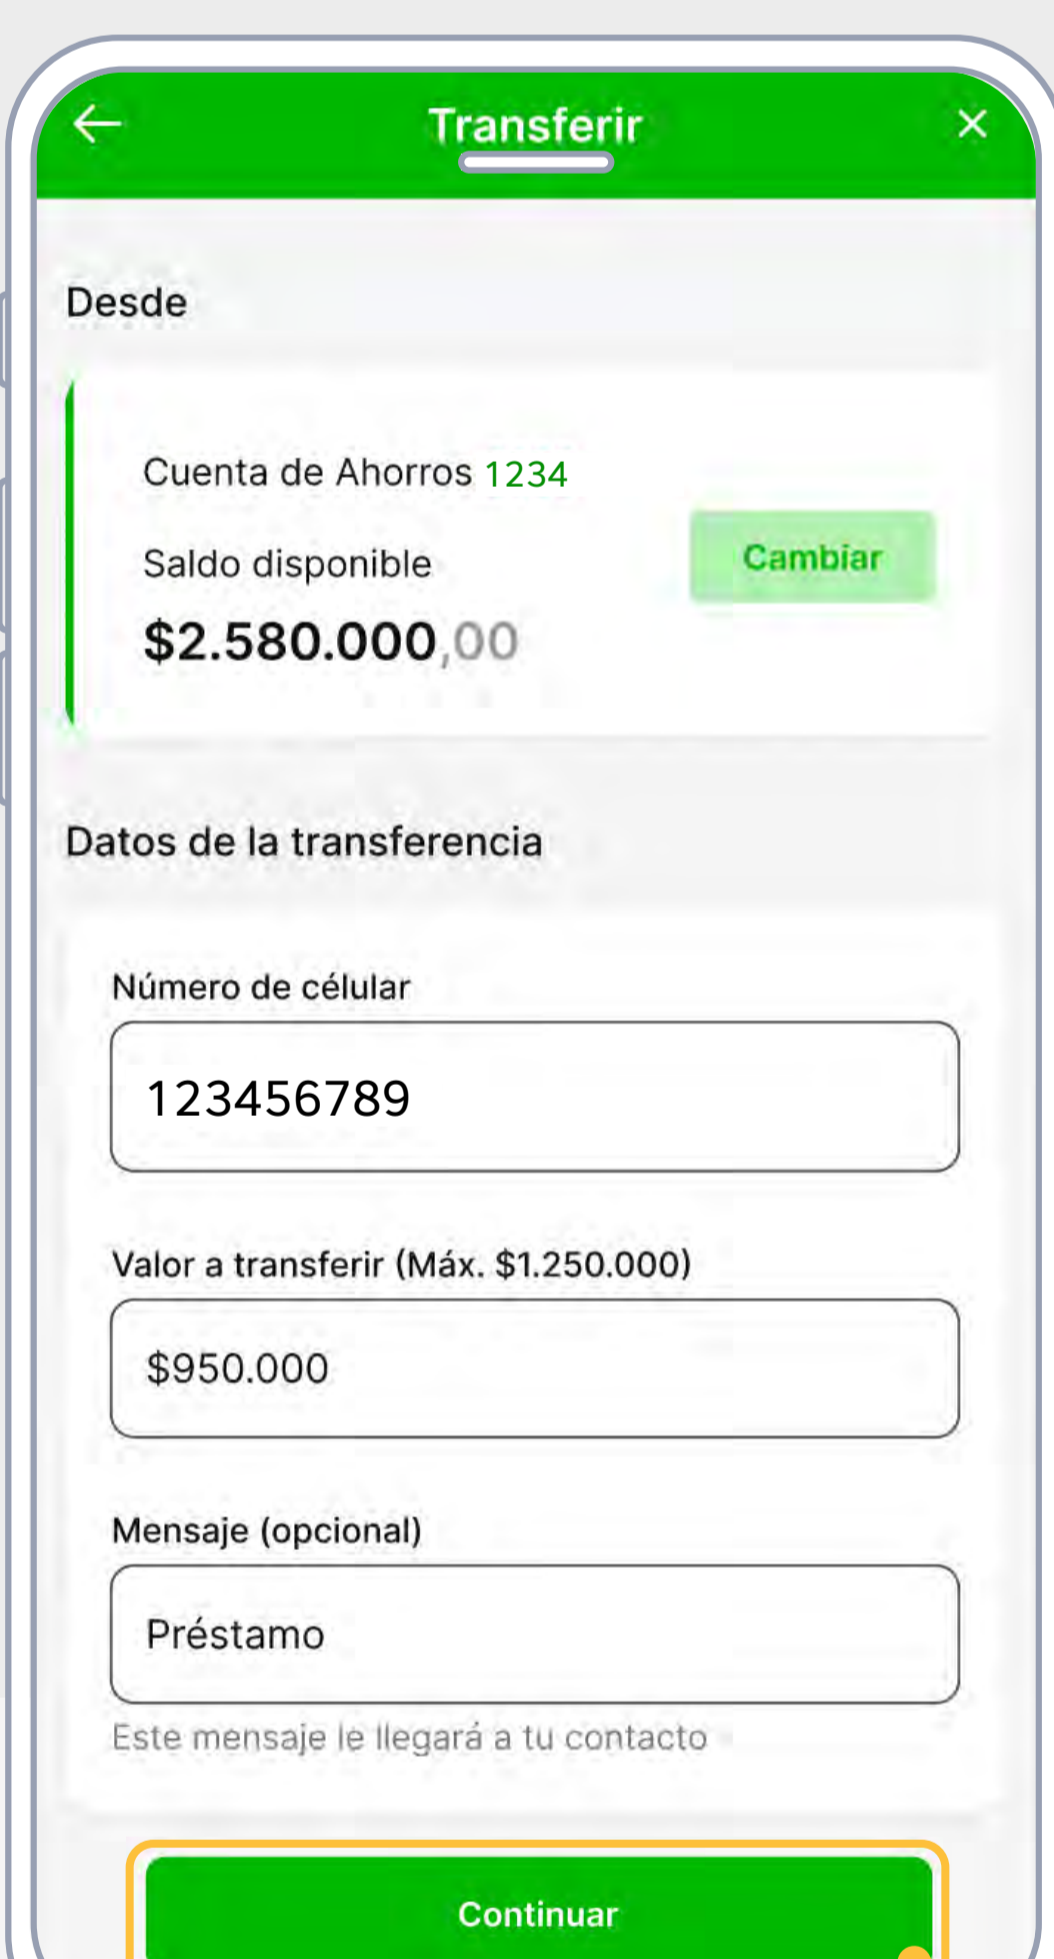 Transferir
Desde
Cuenta de Ahorros 1234
Saldo disponible
Cambiar
$2.580.000,00
Datos de la transferencia
Número de célular
123456789
Valor a transferir (Máx. $1.250.000)
$950.000
Mensaje (opcional)
Préstamo
Este mensaje le llegará a tu contacto
Continuar